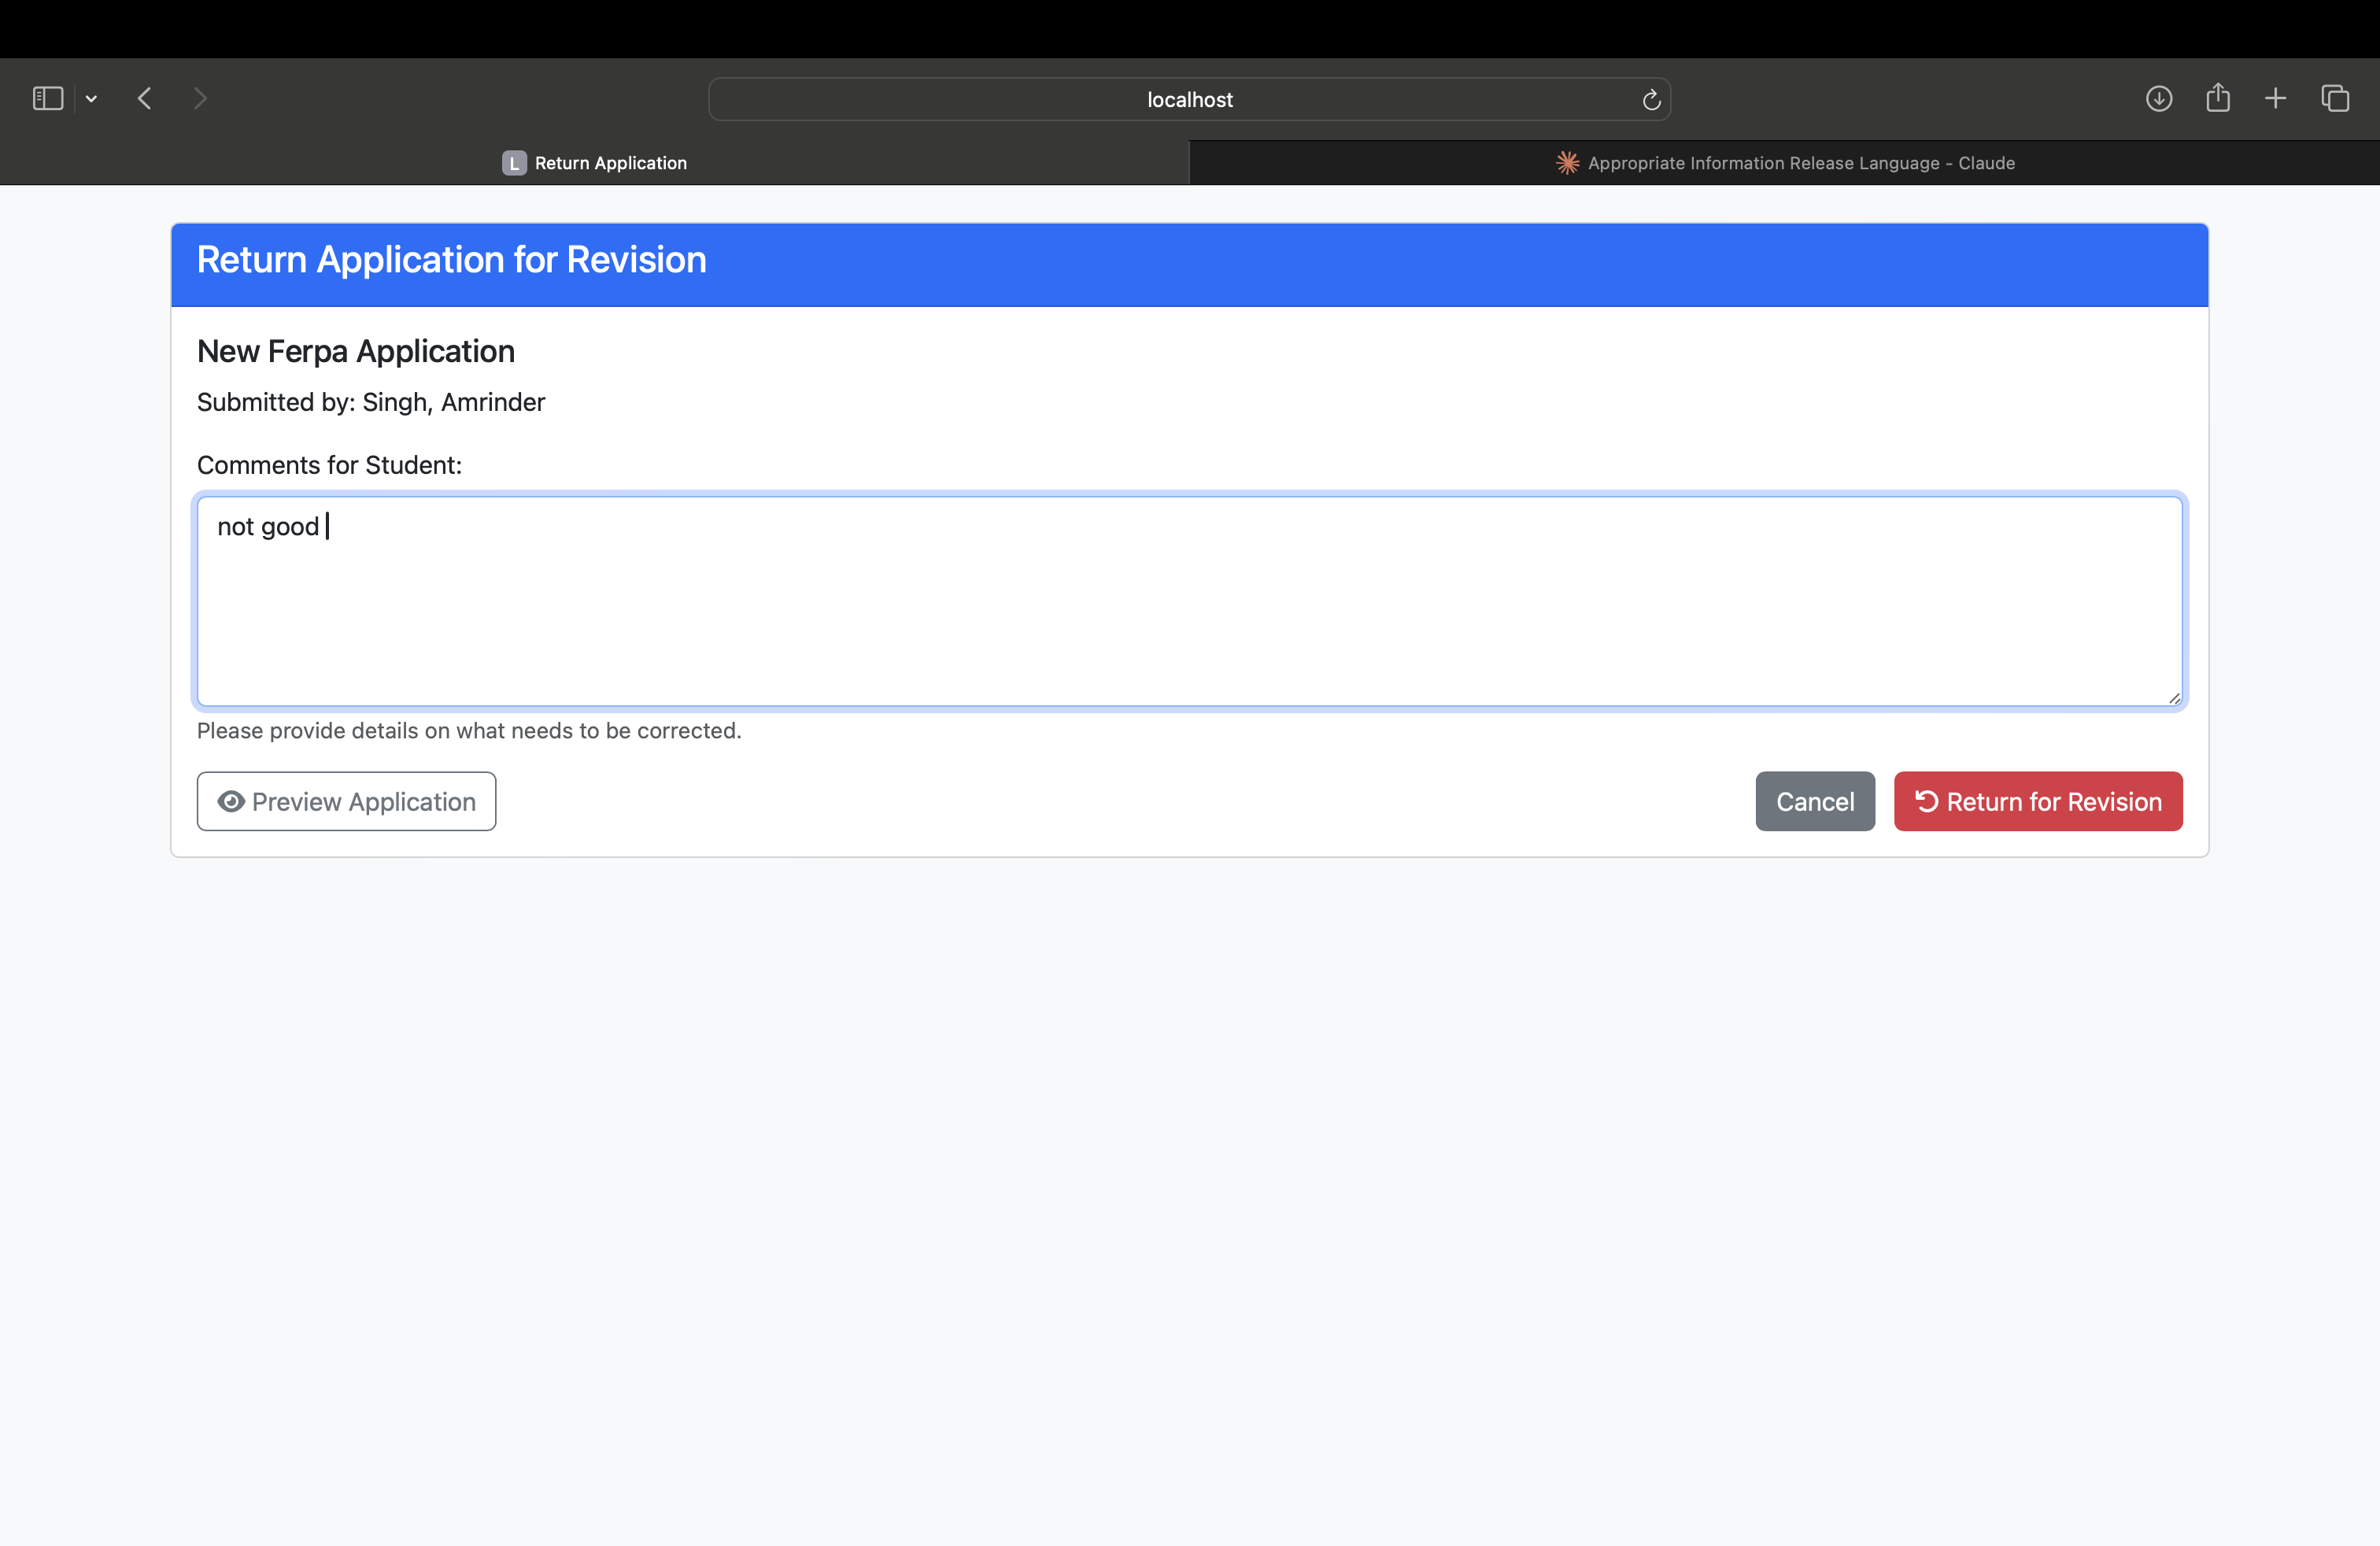 localhost
L Return Application
Appropriate Information Release Language - Claude
Return Application for Revision
New Ferpa Application
Submitted by: Singh, Amrinder
Comments for Student:
not good
Please provide details on what needs to be corrected.
Preview Application
Cancel
Return for Revision